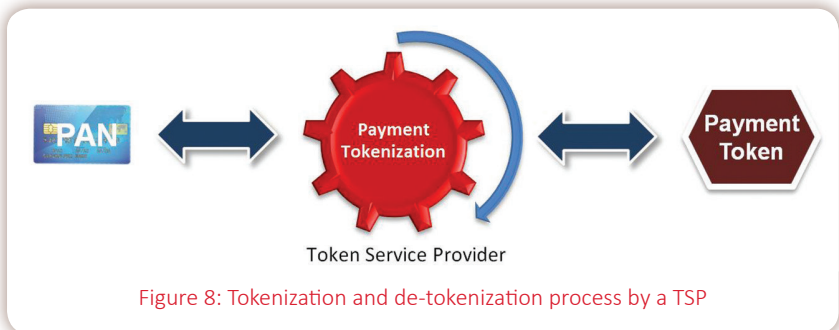 PAN
Payment
Tokenization
Payment
Token
Token Service Provider
Figure 8: Tokenization and de-tokenization process by a TSP